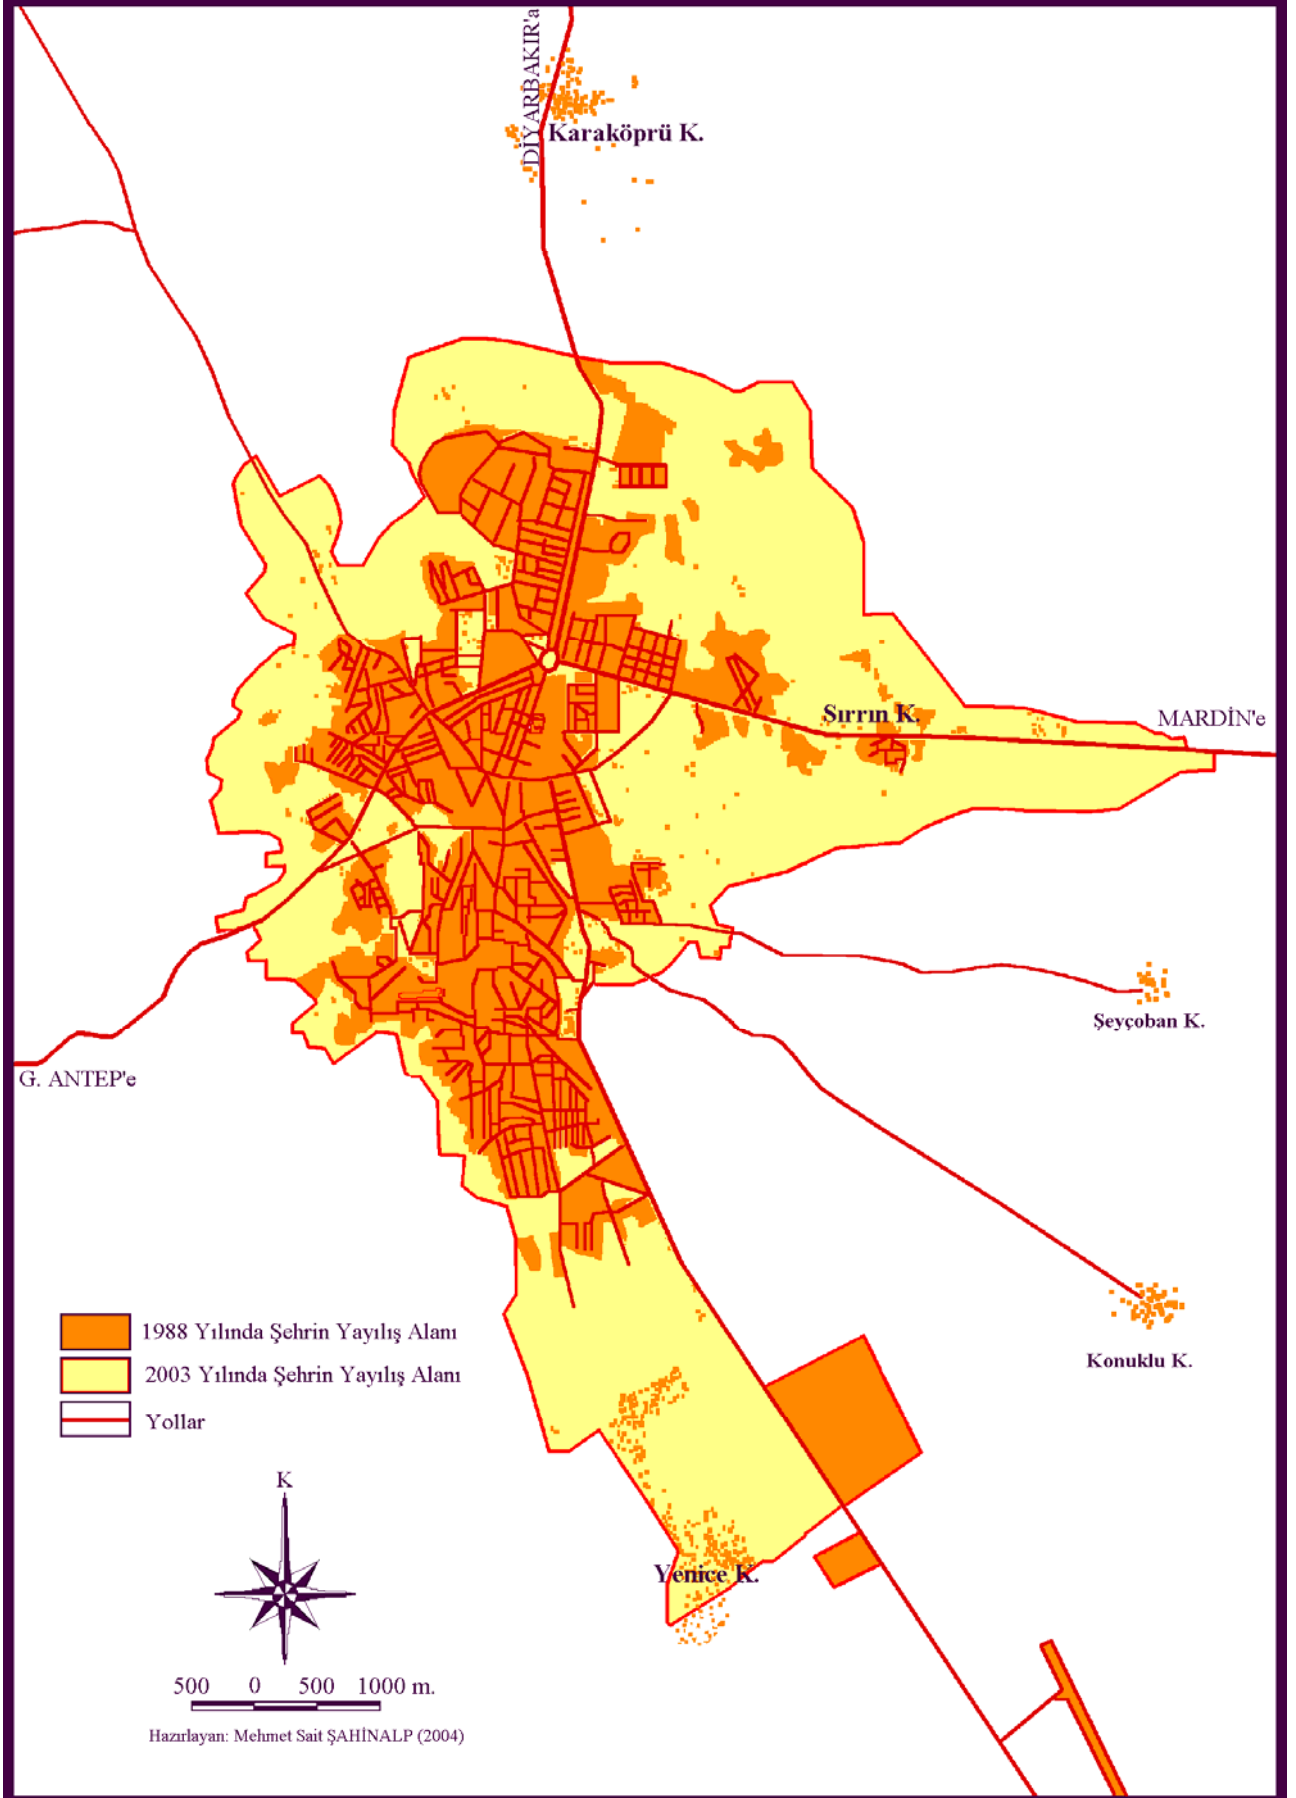 DİYARBAKIR'a
Karaköprü K.
Sırrın K.
MARDİN'e
Şeyçoban K.
G. ANTEP'e
Konuklu K.
1988 Yılında Şehrin Yayılış Alanı
2003 Yılında Şehrin Yayılış Alanı
Yollar
K
Yenice K.
500 0 500 1000 m.
Hazırlayan: Mehmet Sait ŞAHİNALP (2004)